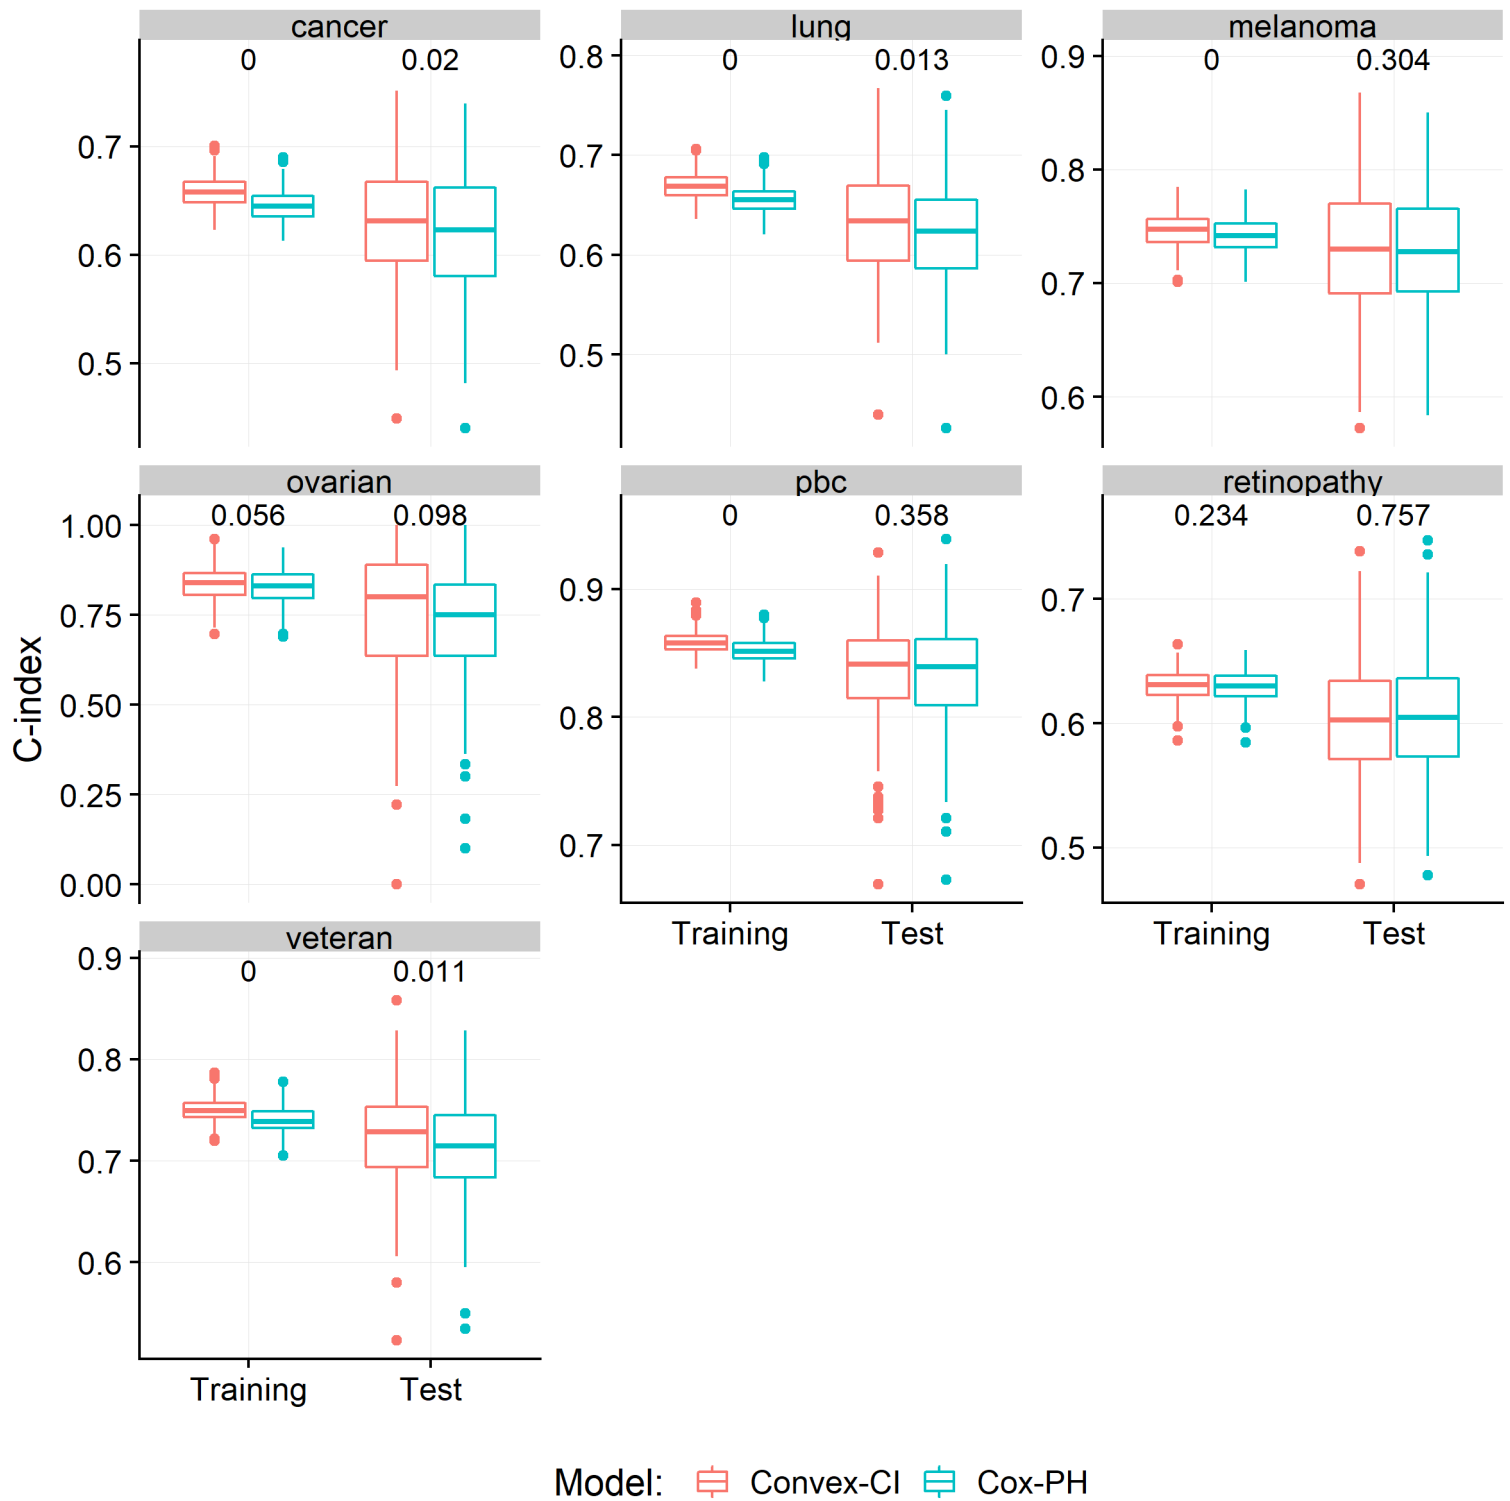 cancer
lung
melanoma
0 0.02
0 0.013
0 0.304
0.7
0.6
0.5
0.8
0.7
0.6
0.5
0.9
0.8
0.7
0.6
ovarian
pbc
retinopathy
0.056 0.098
0 0.358
0.234 0.757
1.00
0.75
0.50
0.25
0.00
0.9
0.8
0.7
0.7
0.6
0.5
C-index
Training Test
Training Test
veteran
0 0.011
0.9
0.8
0.7
0.6
Training Test
Model: Convex-CI Cox-PH